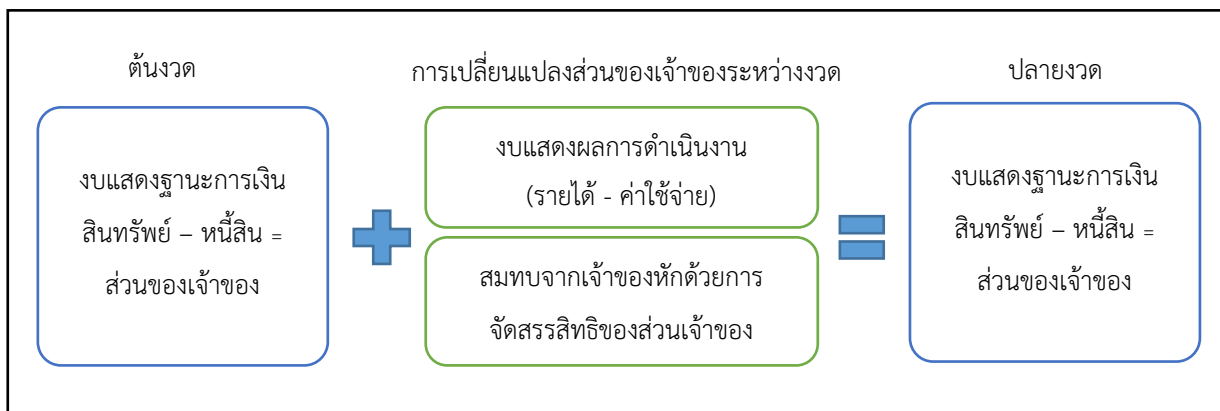 ต้นงวด
งบแสดงฐานะการเงิน
สินทรัพย์ – หนี้สิน =
ส่วนของเจ้าของ
การเปลี่ยนแปลงส่วนของเจ้าของระหว่างงวด
งบแสดงผลการดำเนินงาน
(รายได้ - ค่าใช้จ่าย)
สมทบจากเจ้าของหักด้วยการ
จัดสรรสิทธิของส่วนเจ้าของ
ปลายงวด
งบแสดงฐานะการเงิน
สินทรัพย์ – หนี้สิน =
ส่วนของเจ้าของ